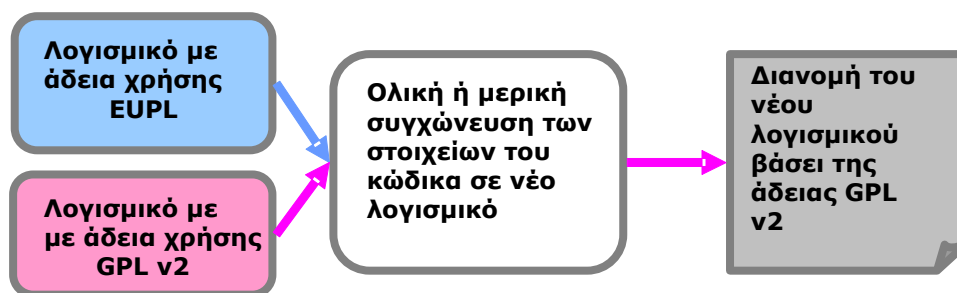 Λογισμικό με
άδεια χρήσης
EUPL
Λογισμικό με
με άδεια χρήσης
GPL v2
Ολική ή μερική
συγχώνευση των
στοιχείων του
κώδικα σε νέο
λογισμικό
Διανομή του
νέου
λογισμικού
βάσει της
άδειας GPL
v2